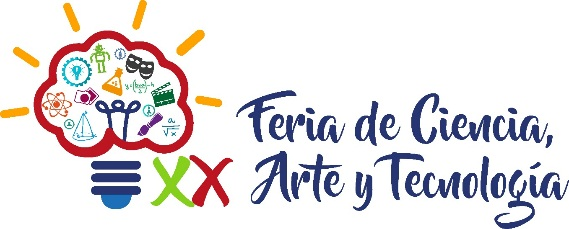 XX
Feria de Ciencia,
Arte y Tecnología